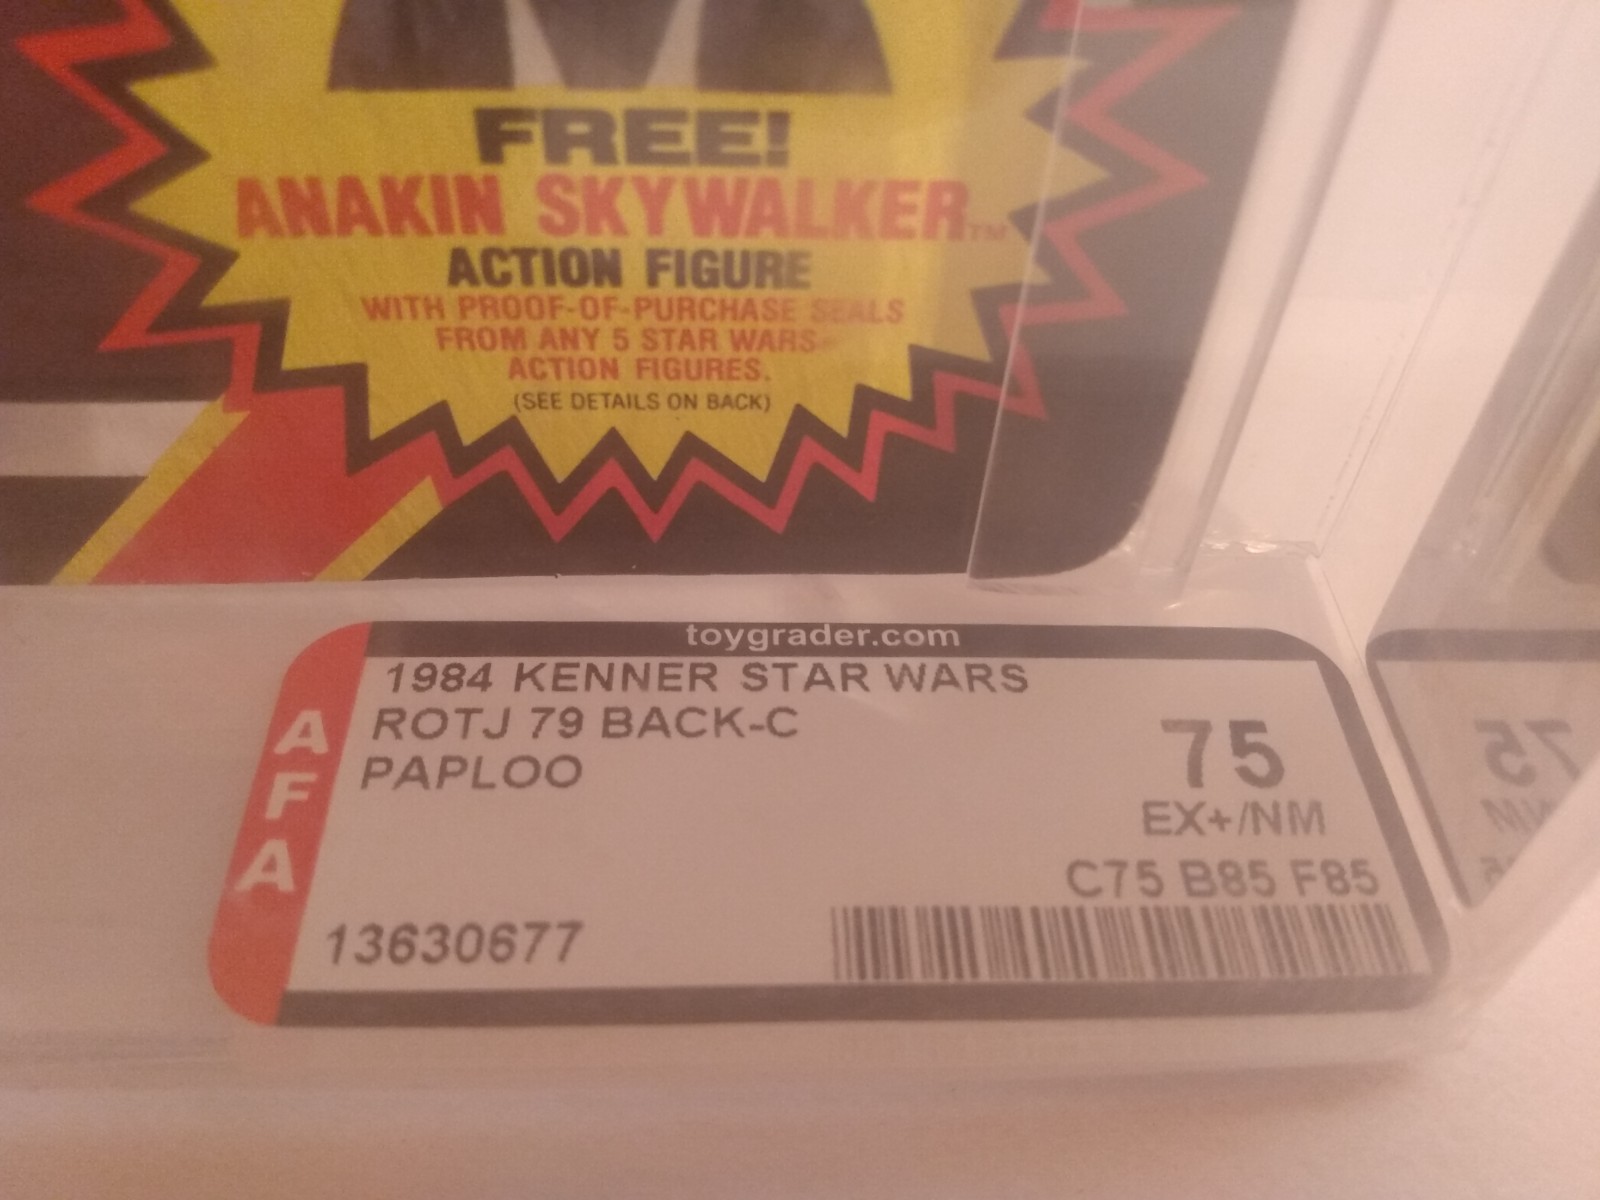 FREE!
ANAKIN SKYWALKER™
ACTION FIGURE
WITH PROOF-OF-PURCHASE SEALS
FROM ANY 5 STAR WARS
ACTION FIGURES.
(SEE DETAILS ON BACK)
toygrader.com
AFA
1984 KENNER STAR WARS
ROTJ 79 BACK-C
PAPLOO
75
EX+/NM
C75 B85 F85
13630677